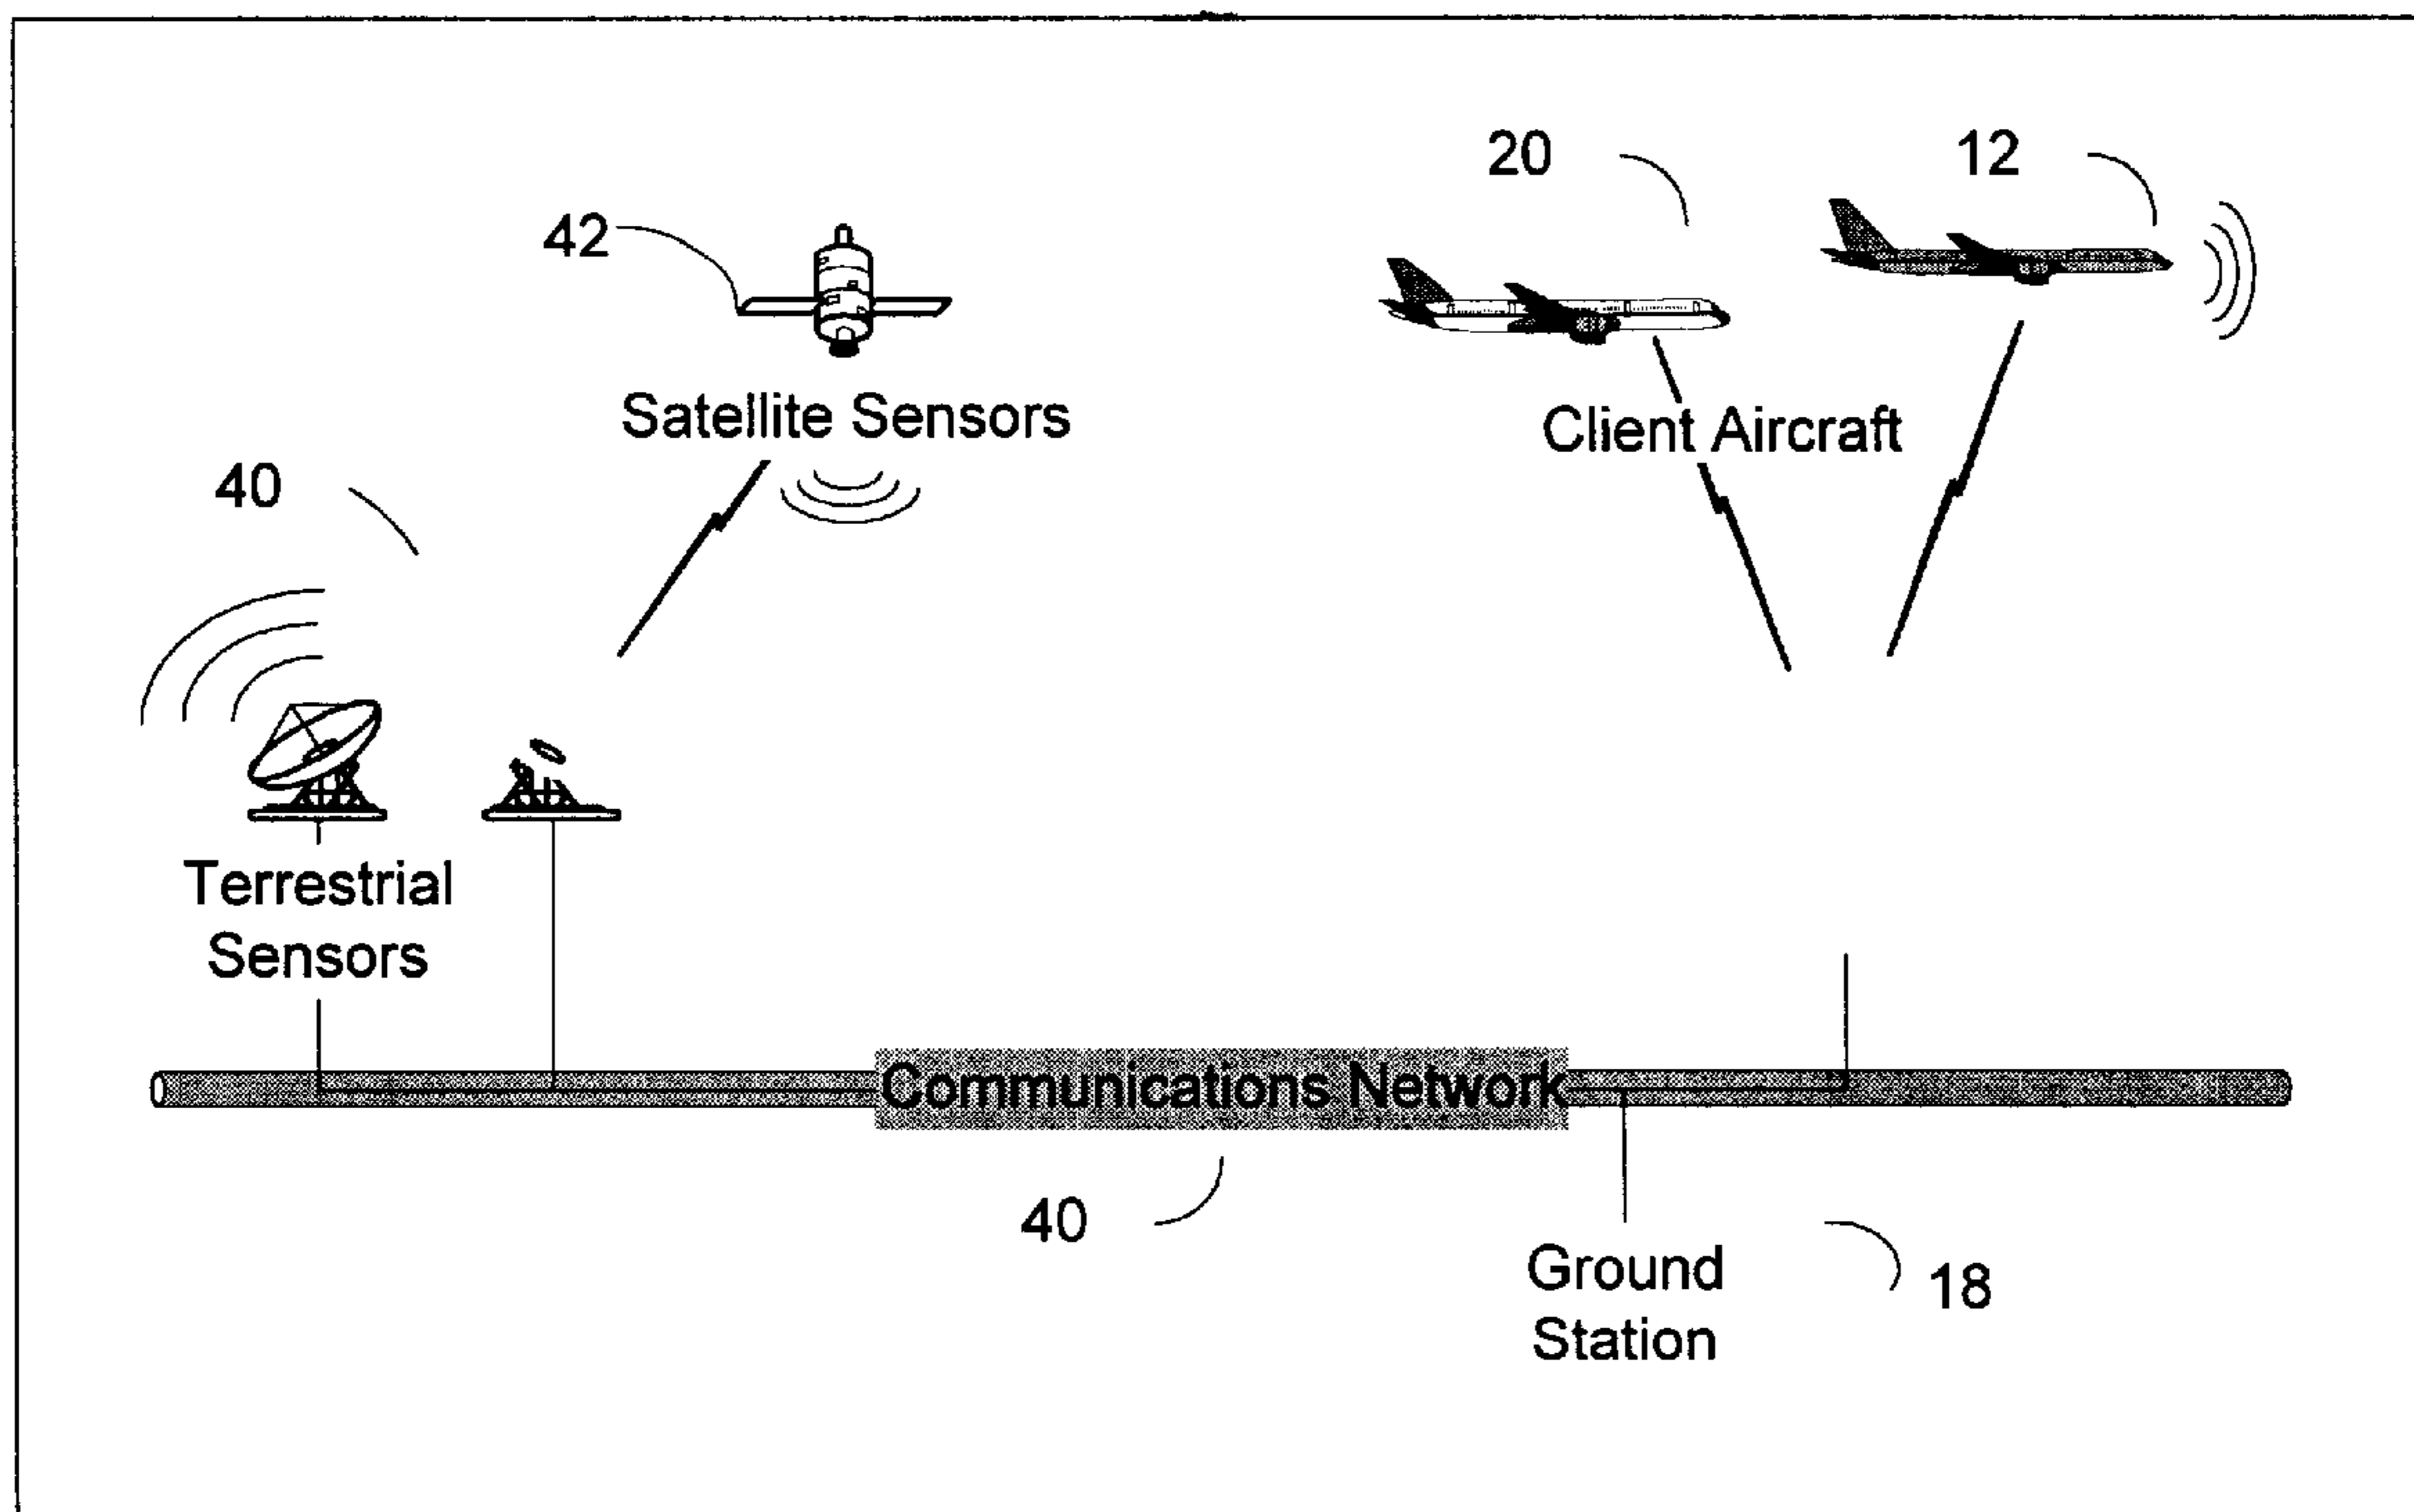 20
12
42
Satellite Sensors
Client Aircraft
40
Terrestrial
Sensors
Communications Network
40
Ground
Station
18